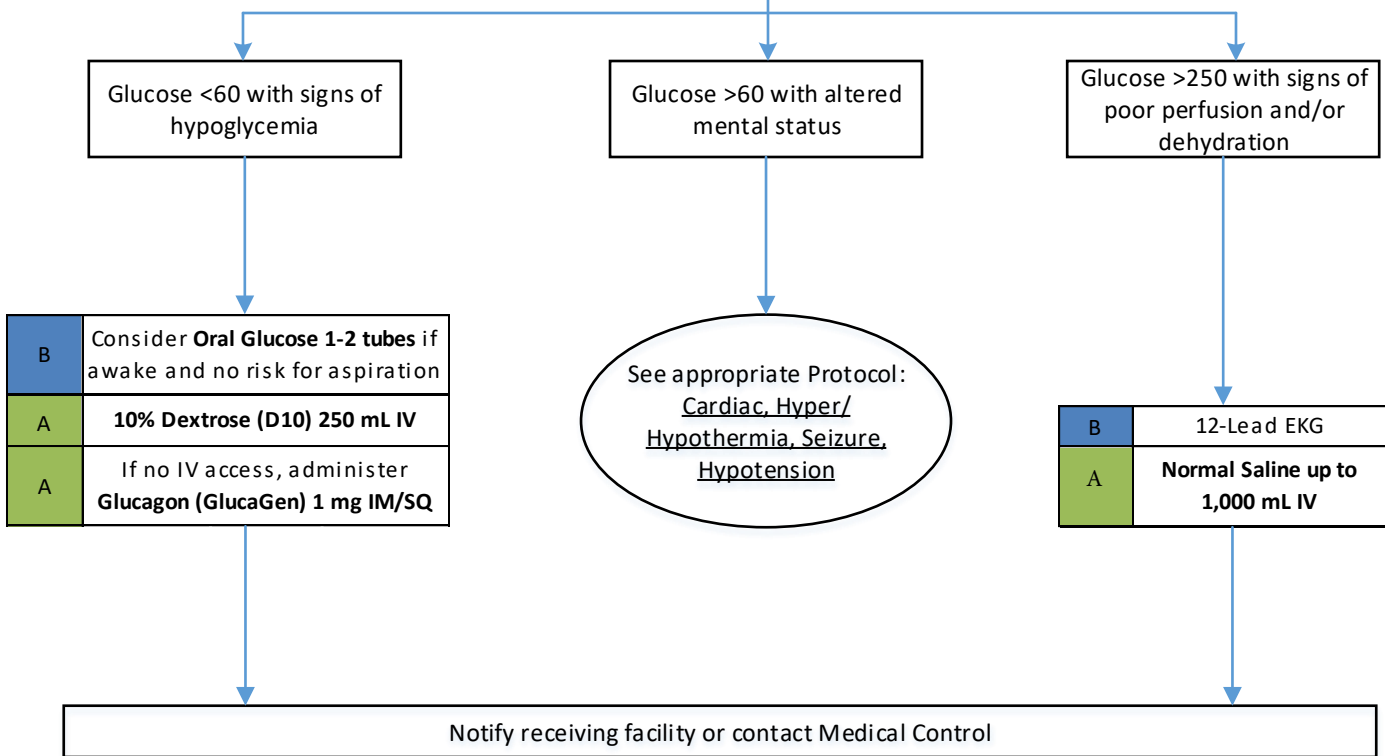 Glucose <60 with signs of
hypoglycemia
Glucose >60 with altered
mental status
Glucose >250 with signs of
poor perfusion and/or
dehydration
B
Consider Oral Glucose 1-2 tubes if
awake and no risk for aspiration
A
10% Dextrose (D10) 250 mL IV
A
If no IV access, administer
Glucagon (GlucaGen) 1 mg IM/SQ
See appropriate Protocol:
Cardiac, Hyper/
Hypothermia, Seizure,
Hypotension
B
12-Lead EKG
A
Normal Saline up to
1,000 mL IV
Notify receiving facility or contact Medical Control